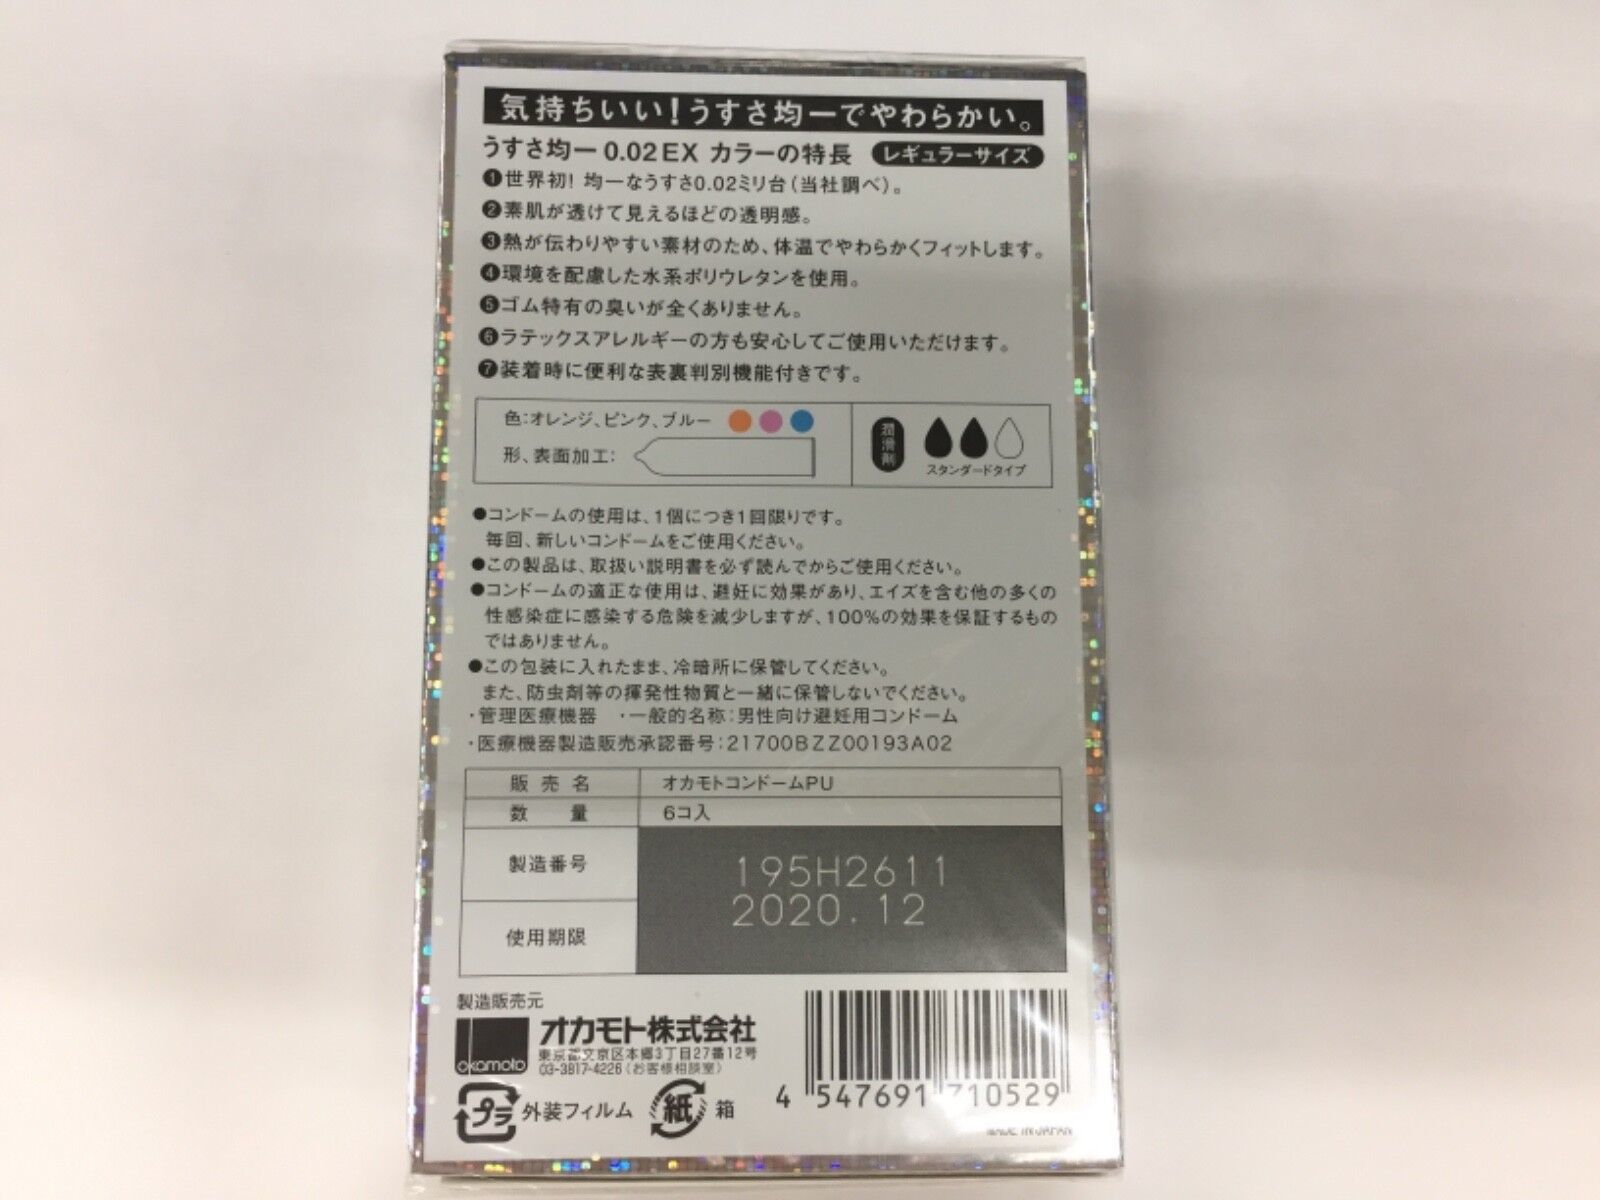 気持ちいい!うすさ均一でやわらかい。
うすさ均一0.02EX カラーの特長 レギュラーサイズ
❶世界初! 均一なうすさ0.02ミリ台(当社調べ)。
❷素肌が透けて見えるほどの透明感。
❸熱が伝わりやすい素材のため、体温でやわらかくフィットします。
❹環境を配慮した水系ポリウレタンを使用。
❺ゴム特有の臭いが全くありません。
❻ラテックスアレルギーの方も安心してご使用いただけます。
❼装着時に便利な表裏判別機能付きです。
色:オレンジ、ピンク、ブルー
形、表面加工:
潤滑剤
スタンダードタイプ
●コンドームの使用は、1個につき1回限りです。
毎回、新しいコンドームをご使用ください。
●この製品は、取扱い説明書を必ず読んでからご使用ください。
●コンドームの適正な使用は、避妊に効果があり、エイズを含む他の多くの
性感染症に感染する危険を減少しますが、100%の効果を保証するもの
ではありません。
●この包装に入れたまま、冷暗所に保管してください。
また、防虫剤等の揮発性物質と一緒に保管しないでください。
・管理医療機器 ・一般的名称:男性向け避妊用コンドーム
・医療機器製造販売承認番号:21700BZZ00193A02
販売名 オカモトコンドームPU
数量 6コ入
製造番号 195H2611
使用期限 2020.12
製造販売元
okamoto オカモト株式会社
東京都文京区本郷3丁目27番12号
03-3817-4226(お客様相談室)
プラ 外装フィルム 紙 箱
4 547691 710529
MADE IN JAPAN